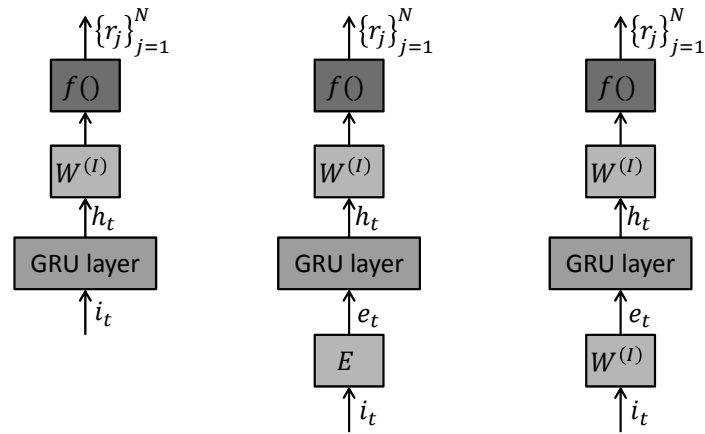 {r_j}_{j=1}^N
f()
W^{(I)}
h_t
GRU layer
i_t
{r_j}_{j=1}^N
f()
W^{(I)}
h_t
GRU layer
e_t
E
i_t
{r_j}_{j=1}^N
f()
W^{(I)}
h_t
GRU layer
e_t
W^{(I)}
i_t